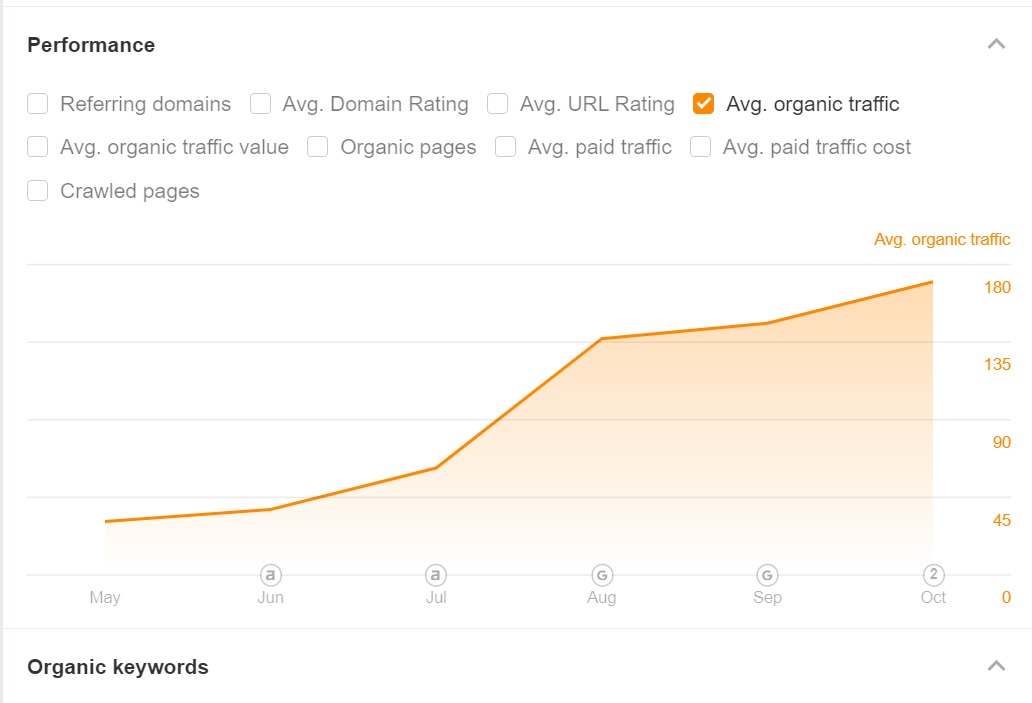 Performance
Referring domains Avg. Domain Rating Avg. URL Rating Avg. organic traffic
Avg. organic traffic value Organic pages Avg. paid traffic Avg. paid traffic cost
Crawled pages
Avg. organic traffic
180
135
90
45
a a G G 2
May Jun Jul Aug Sep Oct 0
Organic keywords